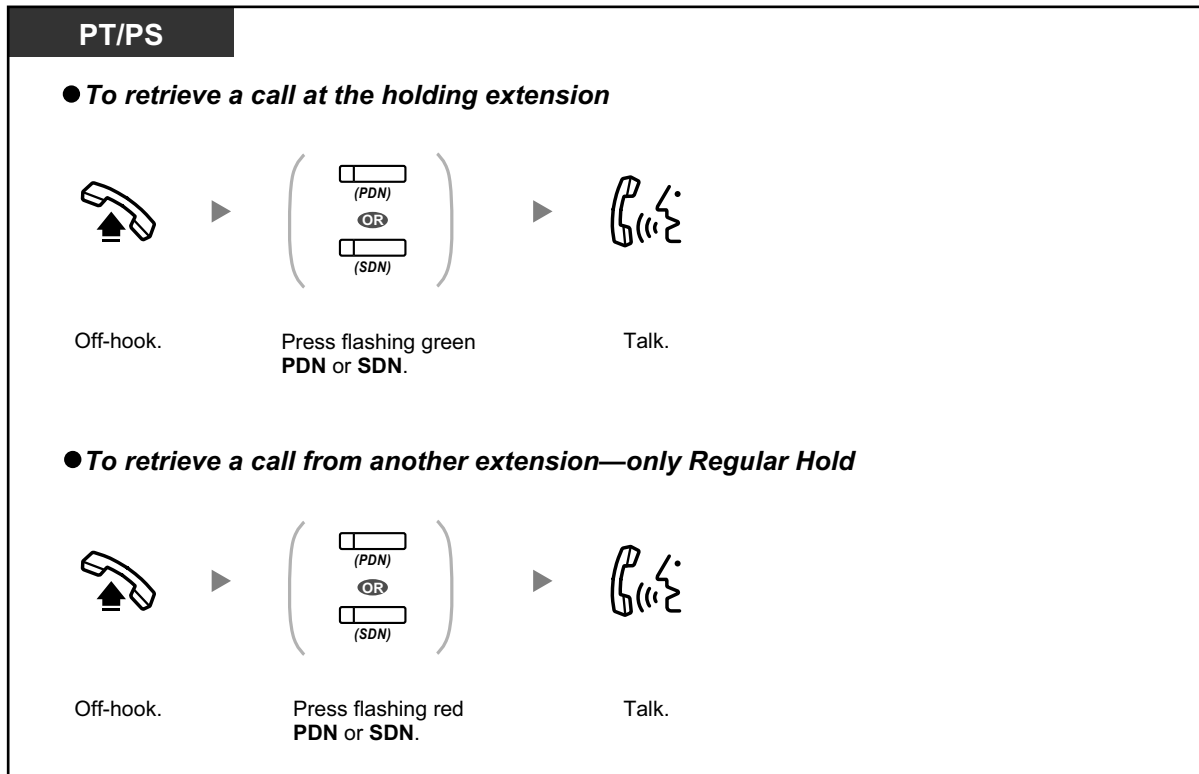 PT/PS
● To retrieve a call at the holding extension
(PDN)
OR
(SDN)
Off-hook.
Press flashing green
PDN or SDN.
Talk.
● To retrieve a call from another extension—only Regular Hold
(PDN)
OR
(SDN)
Off-hook.
Press flashing red
PDN or SDN.
Talk.